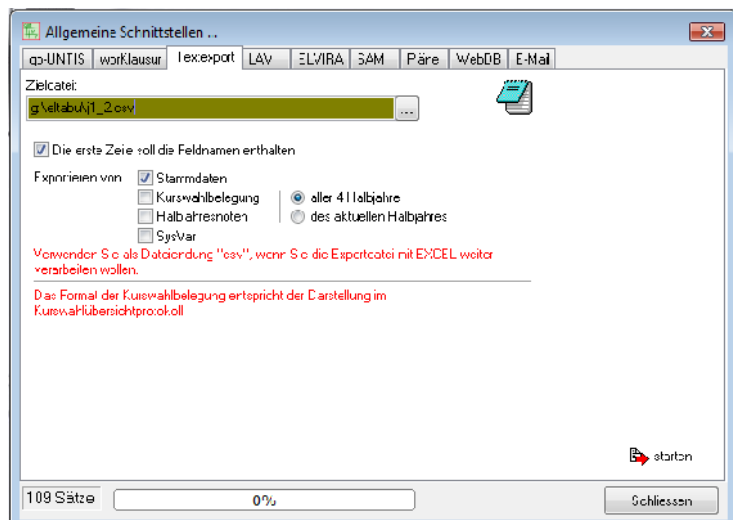 Allgemeine Schnittstellen ...
gp-UNTIS worKlausur Textexport LAV ELVIRA SAM Päre WebDB E-Mail
Zieldatei:
g:\eltabu\j1_2.csv
...
Die erste Zeile soll die Feldnamen enthalten
Exportieren von Stammdaten
Kurswahlbelegung aller 4 Halbjahre
Halbjahresnoten des aktuellen Halbjahres
SysVar
Verwenden Sie als Dateiendung "csv", wenn Sie die Exportdatei mit EXCEL weiter
verarbeiten wollen.
Das Format der Kurswahlbelegung entspricht der Darstellung im
Kurswahlübersichtprotokoll
starten
109 Sätze 0% Schliessen